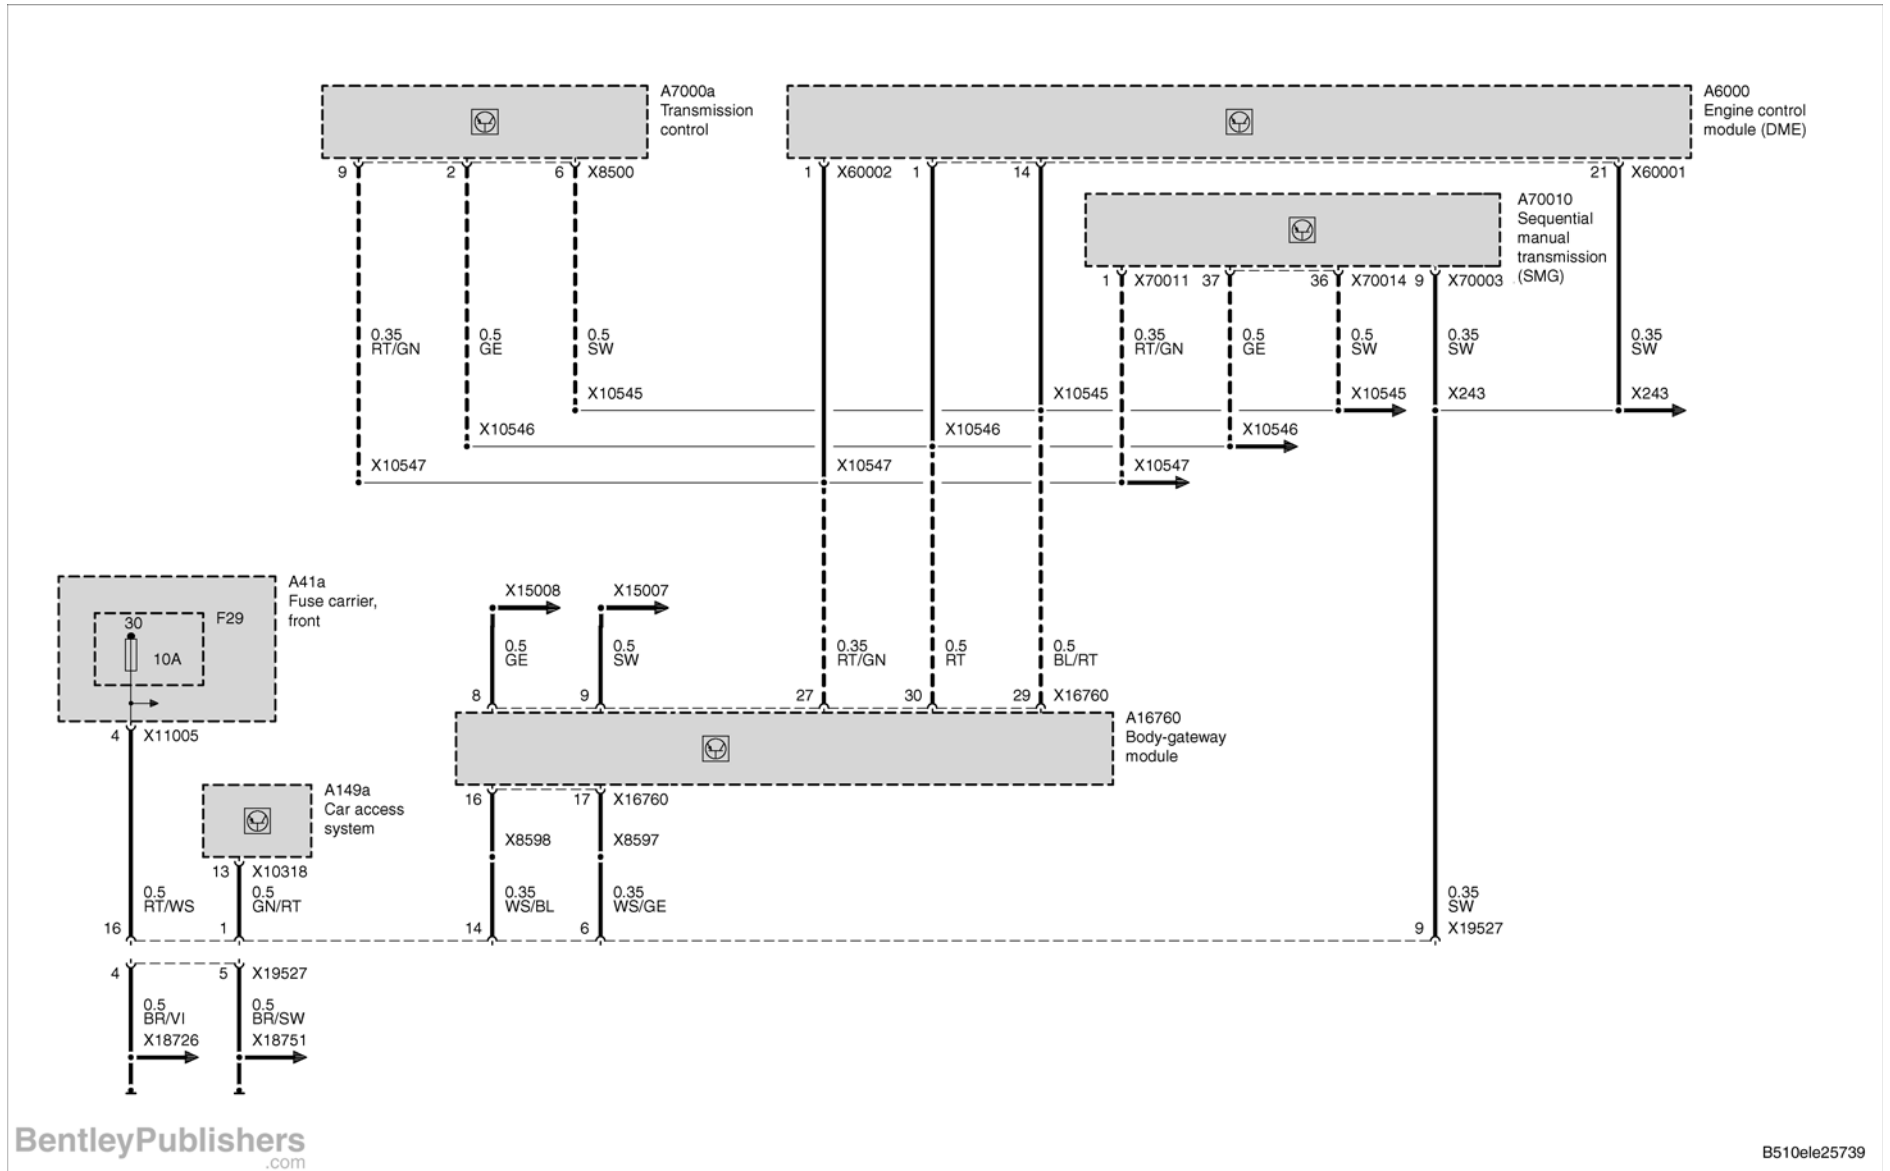 A7000a
Transmission
control
A6000
Engine control
module (DME)
9
2
6 X8500
1 X60002
1
14
21 X60001
A70010
Sequential
manual
transmission
(SMG)
1 X70011
37
36 X70014
9 X70003
0.35
RT/GN
0.5
GE
0.5
SW
0.35
RT/GN
0.5
GE
0.5
SW
0.35
SW
0.35
SW
X10545
X10545
X10545
X243
X243
X10546
X10546
X10546
X10547
X10547
X10547
A41a
Fuse carrier,
front
30
F29
10A
4 X11005
X15008
X15007
0.5
GE
0.5
SW
0.35
RT/GN
0.5
RT
0.5
BL/RT
8
9
27
30
29 X16760
A16760
Body-gateway
module
A149a
Car access
system
13 X10318
16
17 X16760
X8598
X8597
0.5
RT/WS
0.5
GN/RT
0.35
WS/BL
0.35
WS/GE
0.35
SW
16
1
14
6
9 X19527
4
5 X19527
0.5
BR/VI
0.5
BR/SW
X18726
X18751
BentleyPublishers
.com
B510ele25739